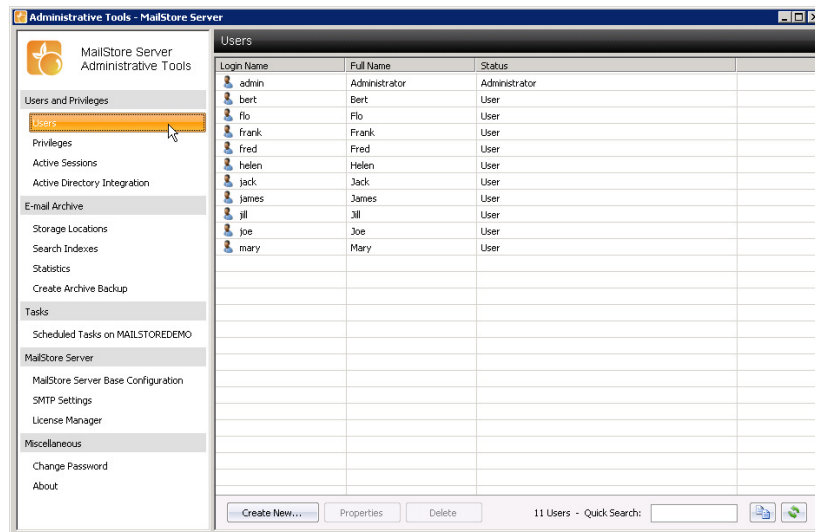 Administrative Tools - MailStore Server
MailStore Server
Administrative Tools
Users and Privileges
Users
Privileges
Active Sessions
Active Directory Integration
E-mail Archive
Storage Locations
Search Indexes
Statistics
Create Archive Backup
Tasks
Scheduled Tasks on MAILSTOREDEMO
MailStore Server
MailStore Server Base Configuration
SMTP Settings
License Manager
Miscellaneous
Change Password
About
Users
Login Name Full Name Status
admin Administrator Administrator
bert Bert User
flo Flo User
frank Frank User
fred Fred User
helen Helen User
jack Jack User
james James User
jill Jill User
joe Joe User
mary Mary User
Create New... Properties Delete 11 Users - Quick Search: